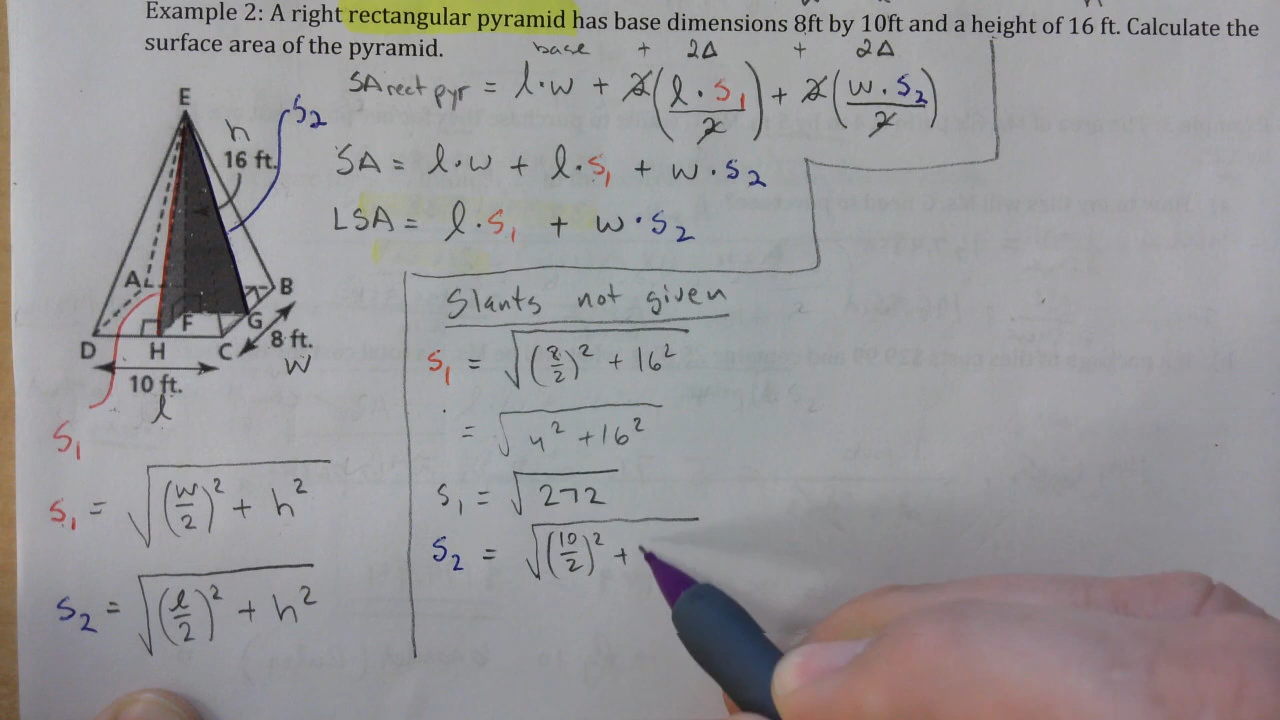 Example 2: A right rectangular pyramid has base dimensions 8ft by 10ft and a height of 16 ft. Calculate the
surface area of the pyramid.
base + 2Δ + 2Δ
SA rect pyr = l·w + 2(l·s₁/2) + 2(w·s₂/2)
SA = l·w + l·s₁ + w·s₂
LSA = l·s₁ + w·s₂
E
h
16 ft.
S₂
A
B
F
G
D
H
C
8 ft.
w
10 ft.
l
S₁
S₁ = √((w/2)² + h²)
S₂ = √((l/2)² + h²)
Slants not given
S₁ = √((8/2)² + 16²)
= √(4² + 16²)
S₁ = √272
S₂ = √((10/2)² +